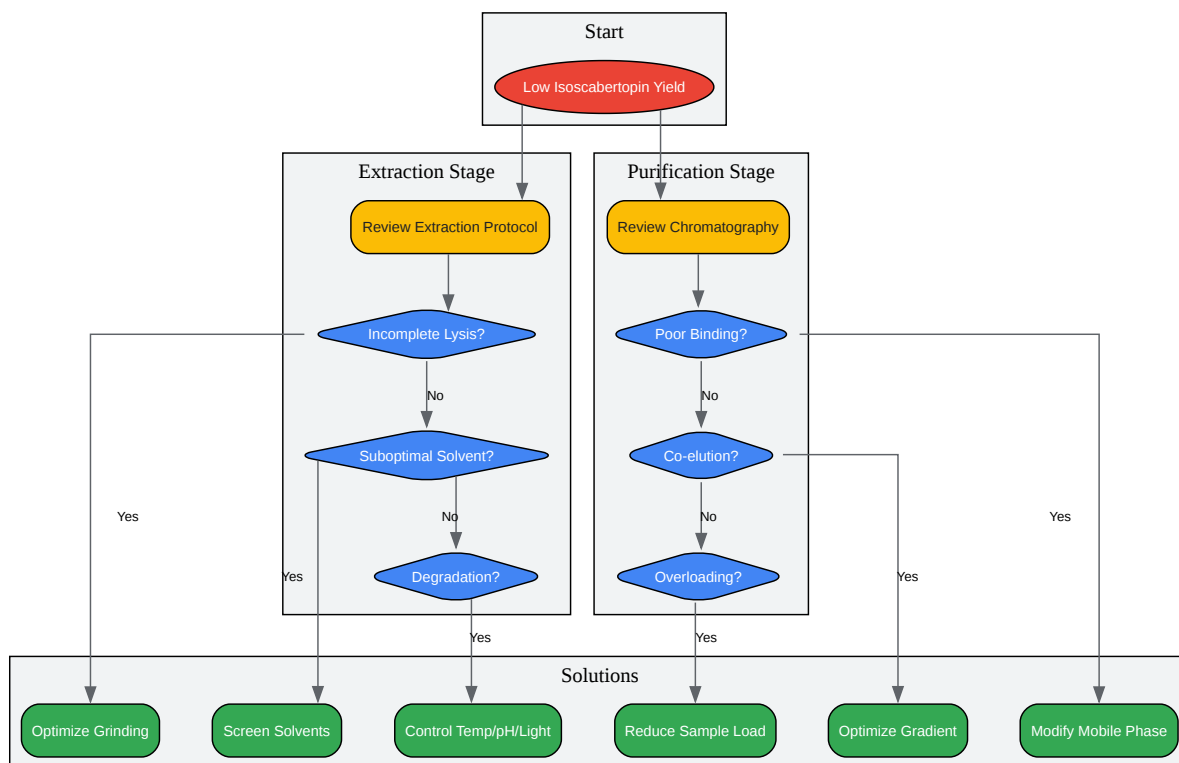 Start
Low Isoscabertopin Yield
Extraction Stage
Purification Stage
Review Extraction Protocol
Review Chromatography
Incomplete Lysis?
Poor Binding?
No
No
Suboptimal Solvent?
Co-elution?
Yes
No
No
Yes
Yes
Degradation?
Overloading?
Yes
Yes
Yes
Solutions
Optimize Grinding
Screen Solvents
Control Temp/pH/Light
Reduce Sample Load
Optimize Gradient
Modify Mobile Phase